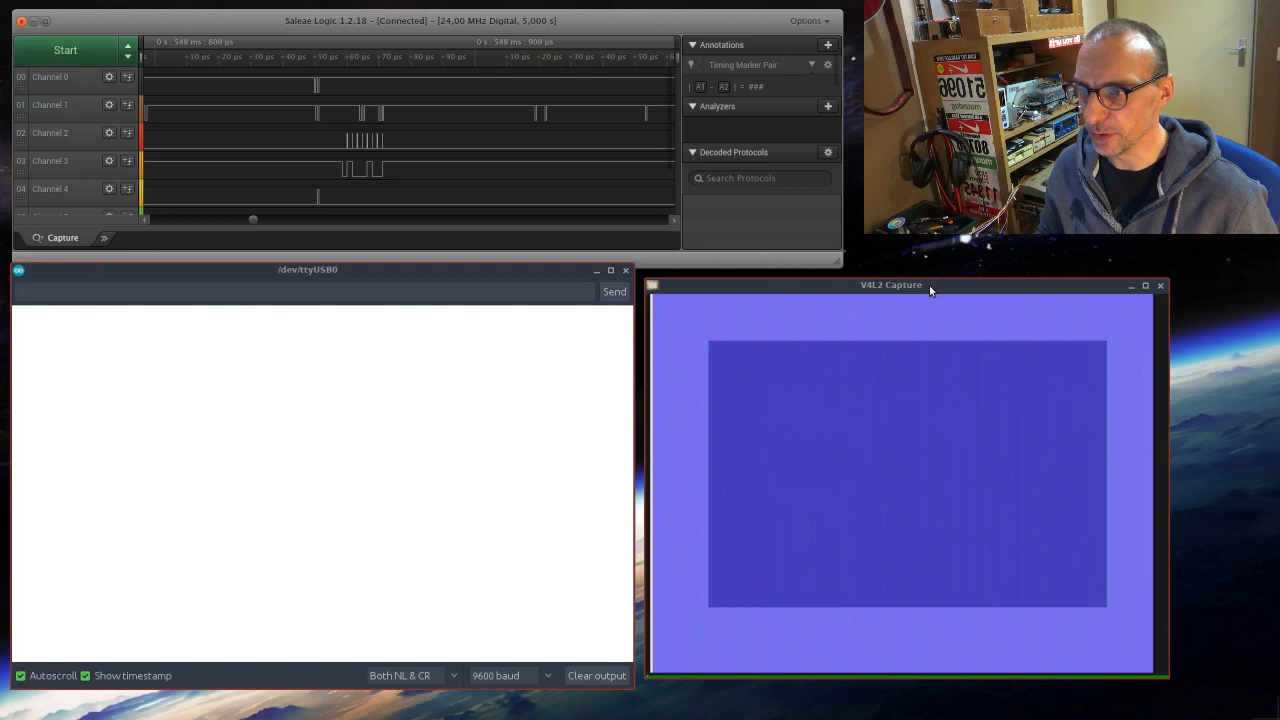 Saleae Logic 1.2.18 - [Connected] - [24,00 MHz Digital, 5,000 s]
Options
Start
0 s : 548 ms : 800 µs
0 s : 548 ms : 900 µs
+10 µs +20 µs +30 µs +40 µs +50 µs +60 µs +70 µs +80 µs +90 µs
+10 µs +20 µs +30 µs +40 µs +50 µs
00 Channel 0
01 Channel 1
02 Channel 2
03 Channel 3
04 Channel 4
Capture
Annotations
Timing Marker Pair
| A1 - A2 | = ###
Analyzers
Decoded Protocols
Search Protocols
51096
/dev/ttyUSB0
Send
Autoscroll
Show timestamp
Both NL & CR
9600 baud
Clear output
V4L2 Capture